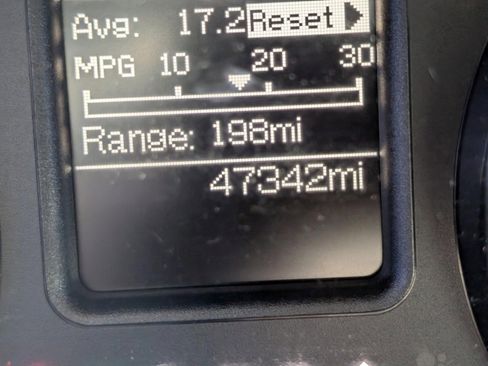 Avg: 17.2 Reset
MPG 10 20 30
Range: 198mi
47342mi